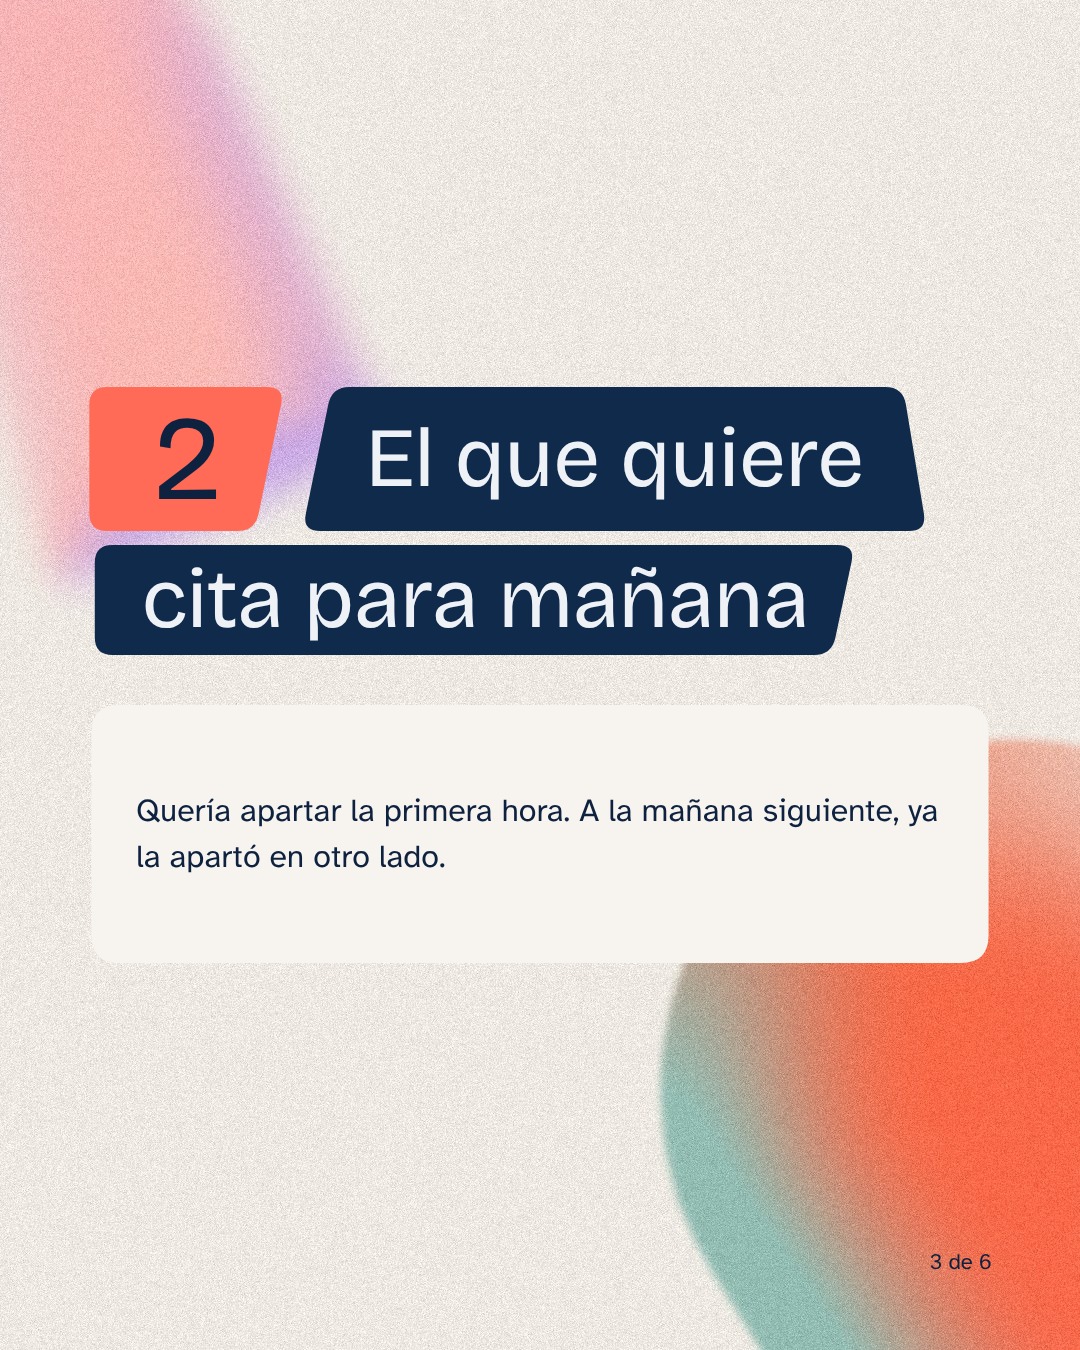 2 El que quiere
cita para mañana
Quería apartar la primera hora. A la mañana siguiente, ya
la apartó en otro lado.
3 de 6